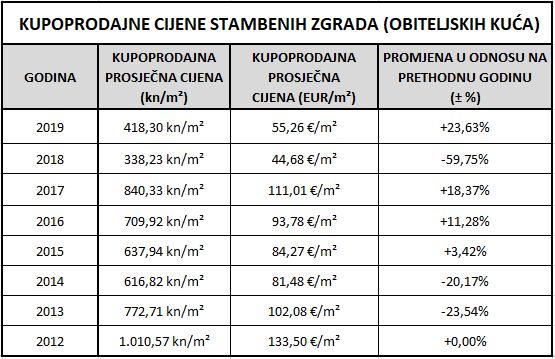 KUPOPRODAJNE CIJENE STAMBENIH ZGRADA (OBITELJSKIH KUĆA)
GODINA
KUPOPRODAJNA
PROSJEČNA CIJENA
(kn/m²)
KUPOPRODAJNA
PROSJEČNA
CIJENA (EUR/m²)
PROMJENA U ODNOSU NA
PRETHODNU GODINU
(± %)
2019 418,30 kn/m² 55,26 €/m² +23,63%
2018 338,23 kn/m² 44,68 €/m² -59,75%
2017 840,33 kn/m² 111,01 €/m² +18,37%
2016 709,92 kn/m² 93,78 €/m² +11,28%
2015 637,94 kn/m² 84,27 €/m² +3,42%
2014 616,82 kn/m² 81,48 €/m² -20,17%
2013 772,71 kn/m² 102,08 €/m² -23,54%
2012 1.010,57 kn/m² 133,50 €/m² +0,00%